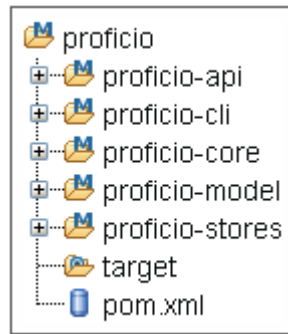 proficio
proficio-api
proficio-cli
proficio-core
proficio-model
proficio-stores
target
pom.xml